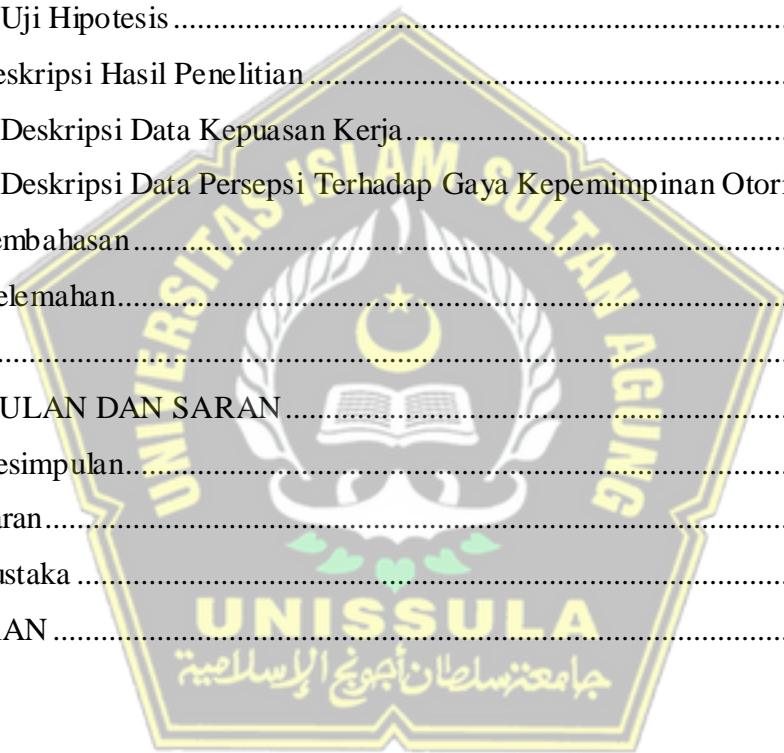 Uji Hipotesis ....................................................................................
eskripsi Hasil Penelitian ................................................................
Deskripsi Data Kepuasan Kerja ....................................................
Deskripsi Data Persepsi Terhadap Gaya Kepemimpinan Otori
embahasan ....................................................................................
elemahan ......................................................................................
....................................................................................................
ULAN DAN SARAN ......................................................................
esimpulan .....................................................................................
aran ..............................................................................................
ustaka ..........................................................................................
AN ................................................................................................
UNIVERSITAS ISLAM SULTAN AGUNG
UNISSULA
جامعة سلطان أجونج الإسلامية